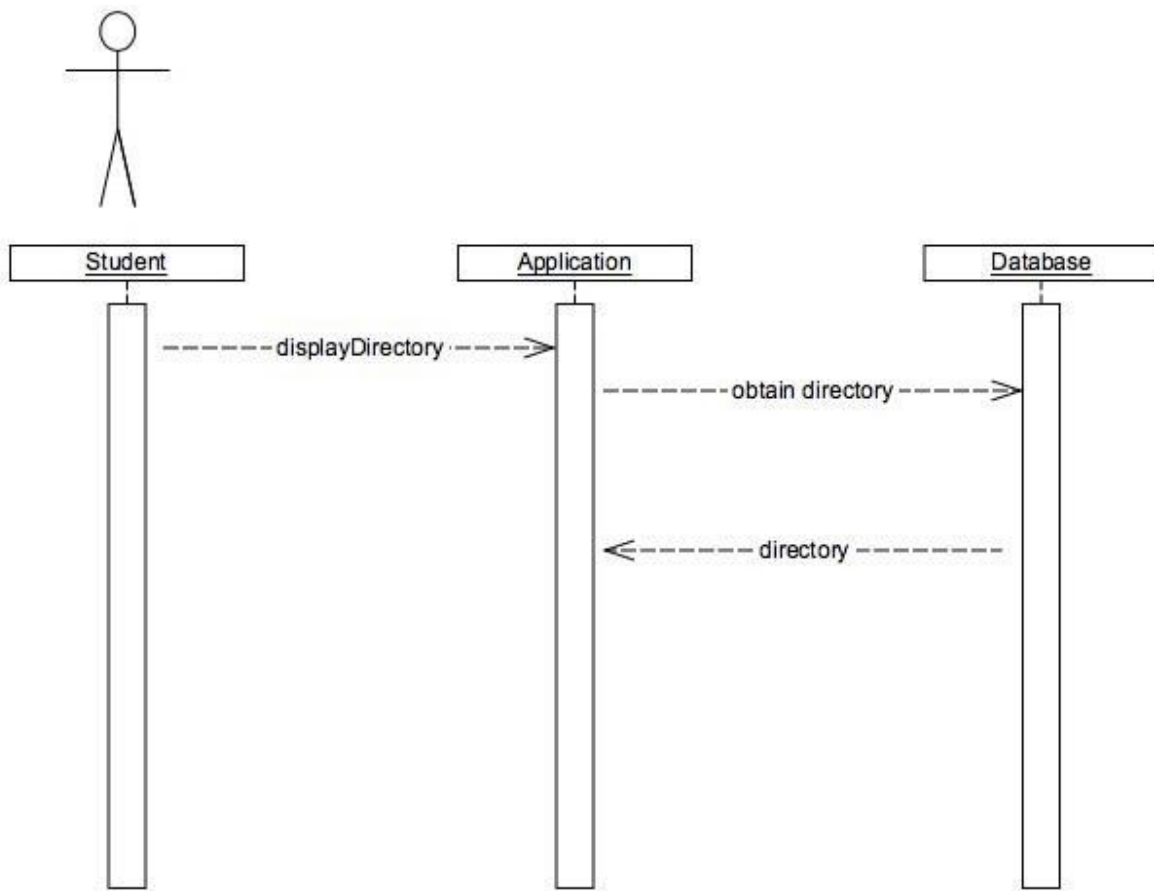 Student
Application
Database
displayDirectory
obtain directory
directory